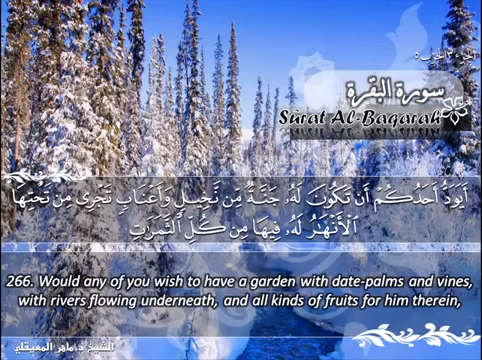 سورة البقرة
Sūrat Al-Baqarah
أَيَوَدُّ أَحَدُكُمْ أَن تَكُونَ لَهُۥ جَنَّةٌ مِّن نَّخِيلٍ وَأَعْنَابٍ تَجْرِى مِن تَحْتِهَا
ٱلْأَنْهَٰرُ لَهُۥ فِيهَا مِن كُلِّ ٱلثَّمَرَٰتِ
266. Would any of you wish to have a garden with date-palms and vines,
with rivers flowing underneath, and all kinds of fruits for him therein,
الشيخ د.ماهر المعيقلي